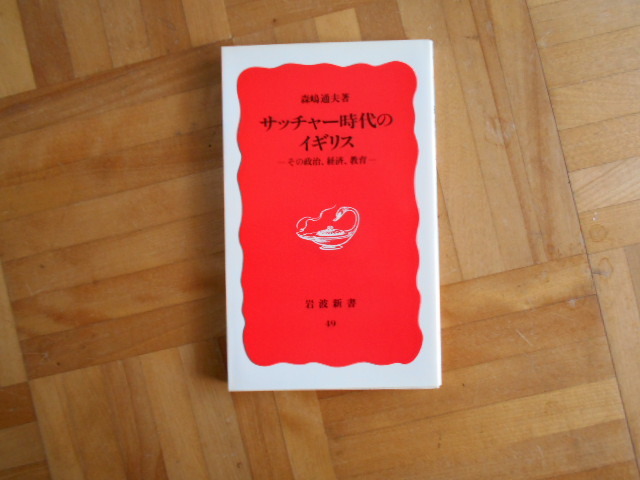 森嶋通夫著
サッチャー時代の
イギリス
―その政治、経済、教育―
岩波新書
49